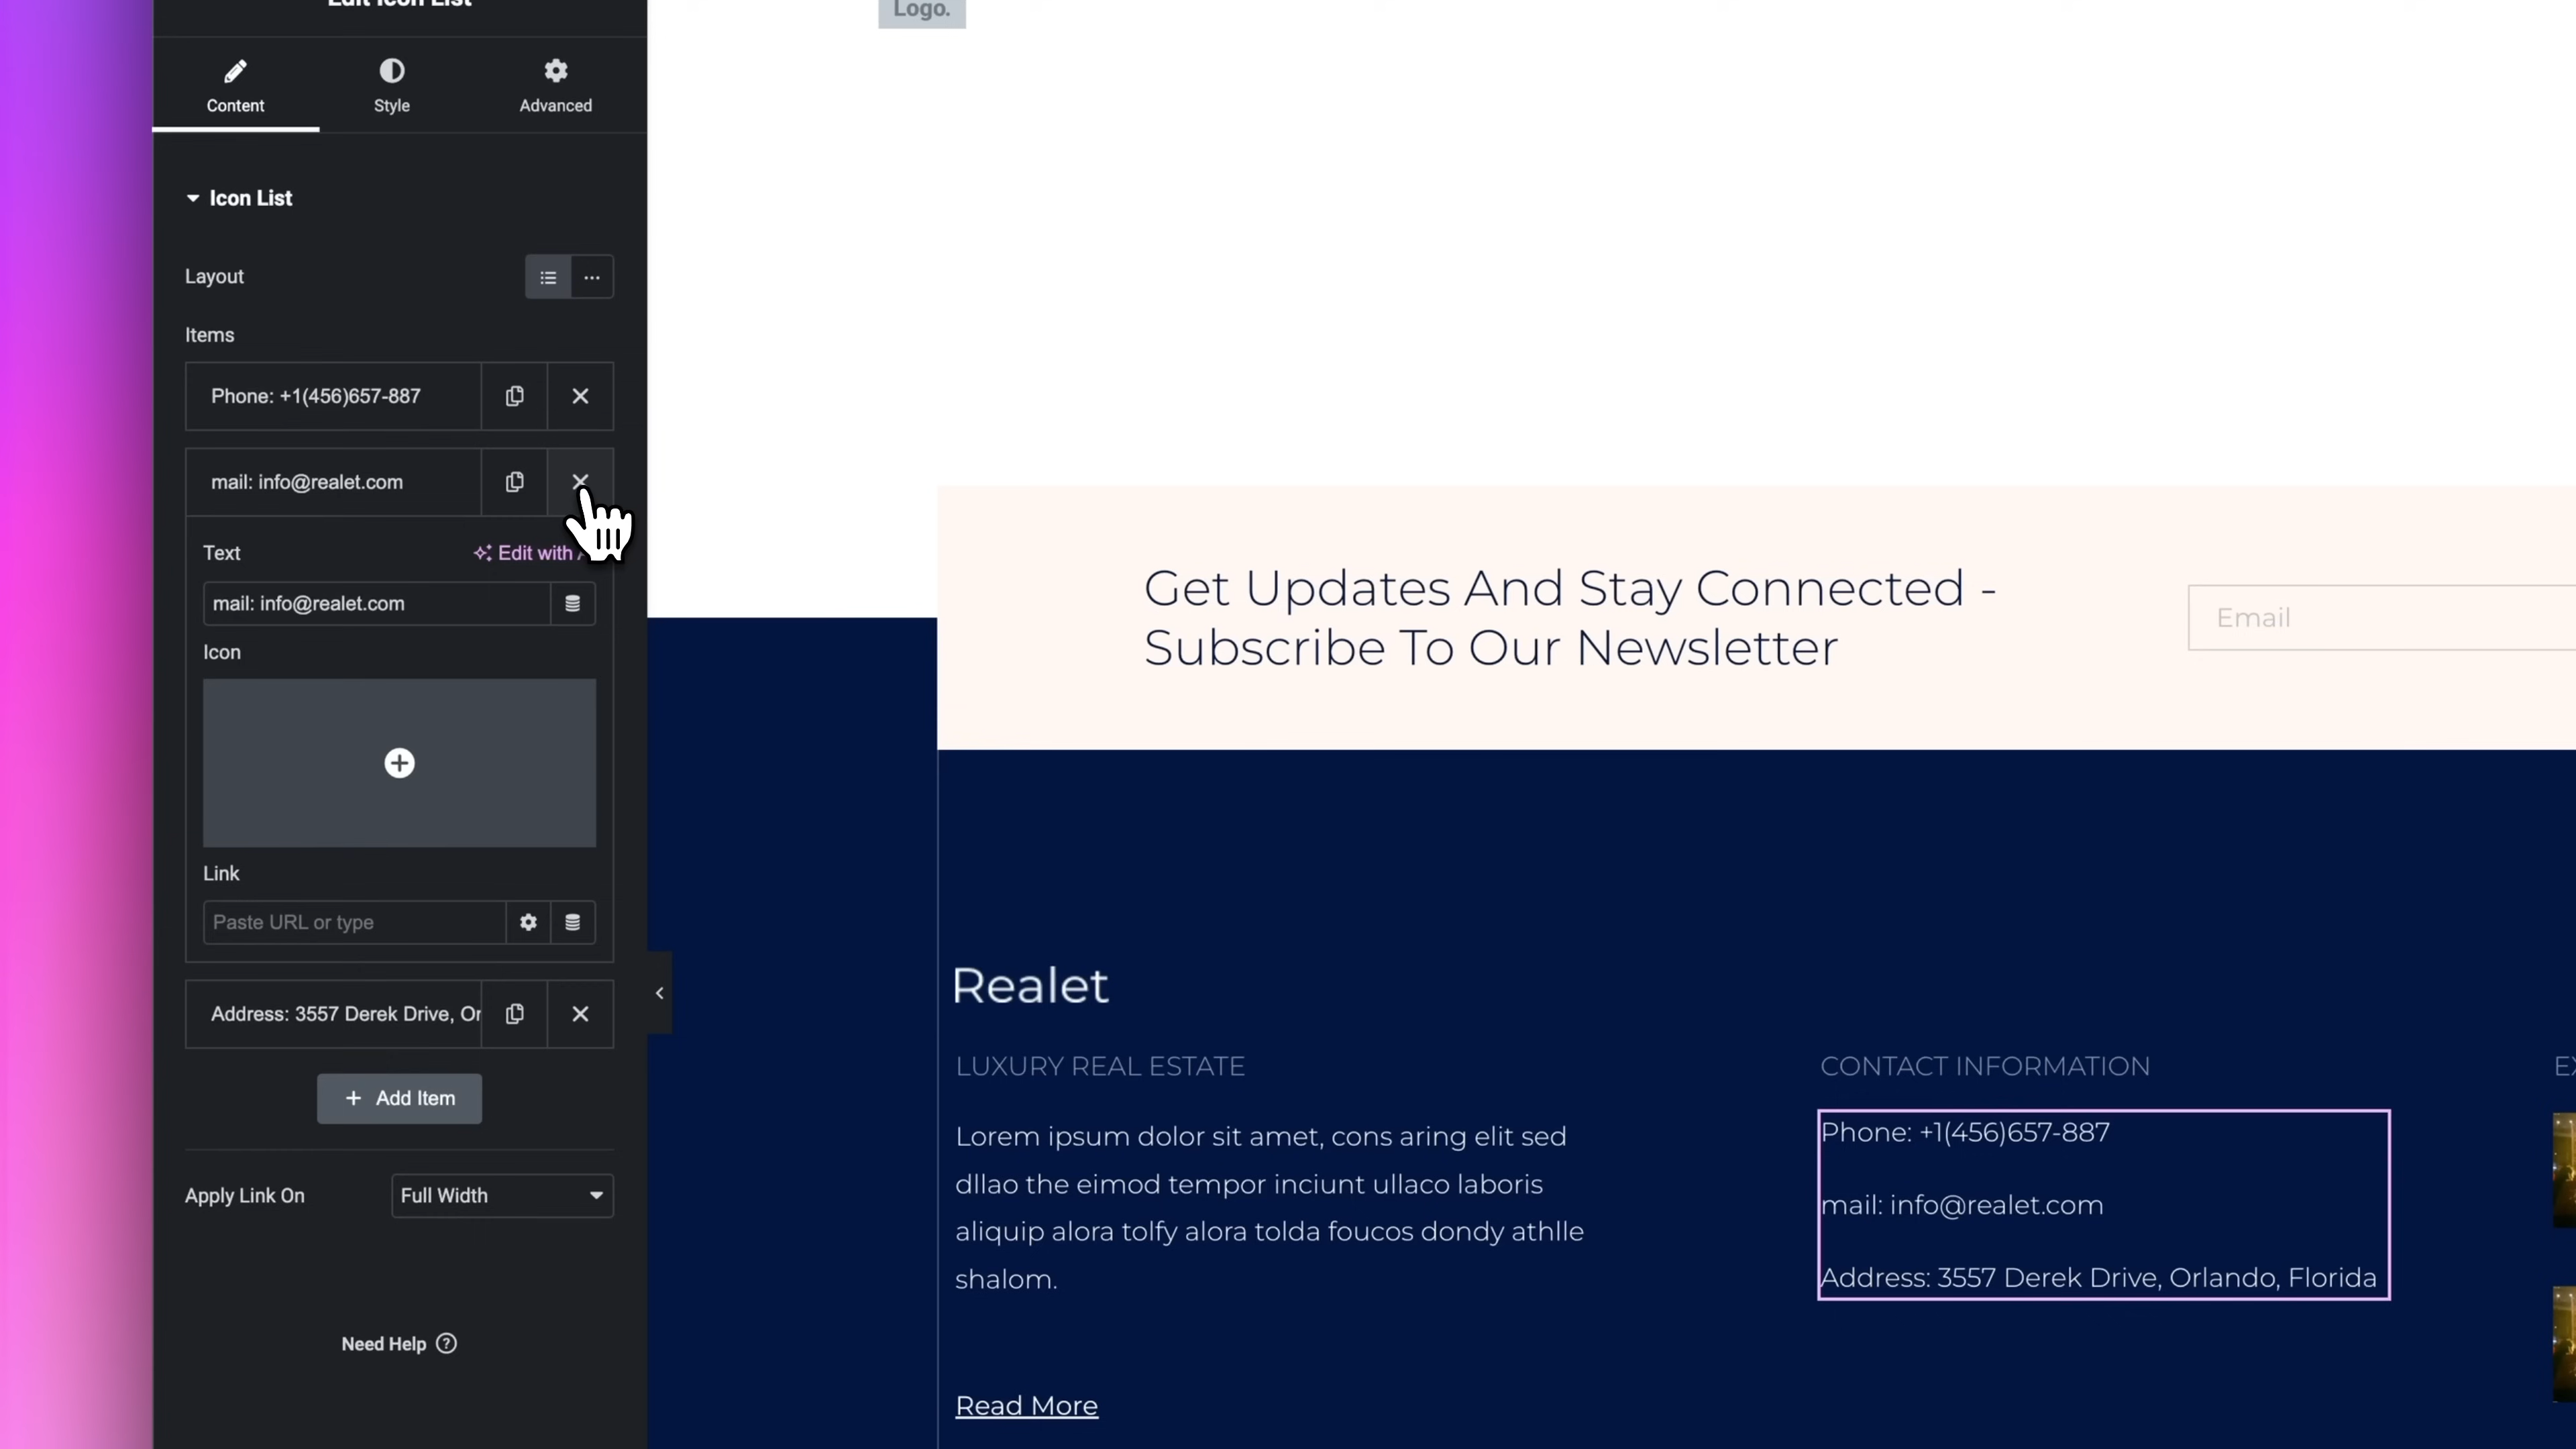 Edit Icon List
Content
Style
Advanced
Icon List
Layout
Items
Phone: +1(456)657-887
mail: info@realet.com
Text
Edit with
mail: info@realet.com
Icon
Link
Paste URL or type
Address: 3557 Derek Drive, Or
+ Add Item
Apply Link On
Full Width
Need Help
Logo.
Get Updates And Stay Connected -
Subscribe To Our Newsletter
Email
Realet
LUXURY REAL ESTATE
Lorem ipsum dolor sit amet, cons aring elit sed
dllao the eimod tempor inciunt ullaco laboris
aliquip alora tolfy alora tolda foucos dondy athlle
shalom.
Read More
CONTACT INFORMATION
Phone: +1(456)657-887
mail: info@realet.com
Address: 3557 Derek Drive, Orlando, Florida